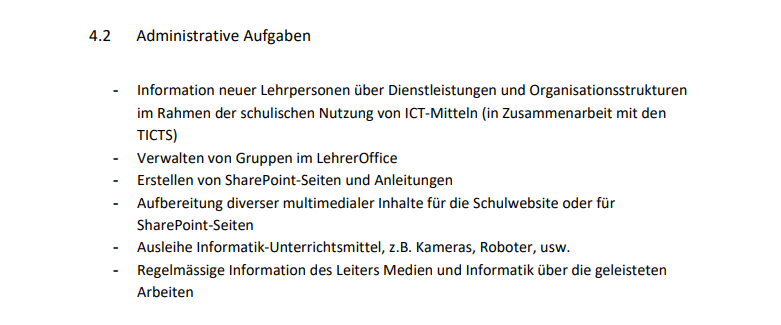 4.2 Administrative Aufgaben
- Information neuer Lehrpersonen über Dienstleistungen und Organisationsstrukturen
im Rahmen der schulischen Nutzung von ICT-Mitteln (in Zusammenarbeit mit den
TICTS)
- Verwalten von Gruppen im LehrerOffice
- Erstellen von SharePoint-Seiten und Anleitungen
- Aufbereitung diverser multimedialer Inhalte für die Schulwebsite oder für
SharePoint-Seiten
- Ausleihe Informatik-Unterrichtsmittel, z.B. Kameras, Roboter, usw.
- Regelmässige Information des Leiters Medien und Informatik über die geleisteten
Arbeiten